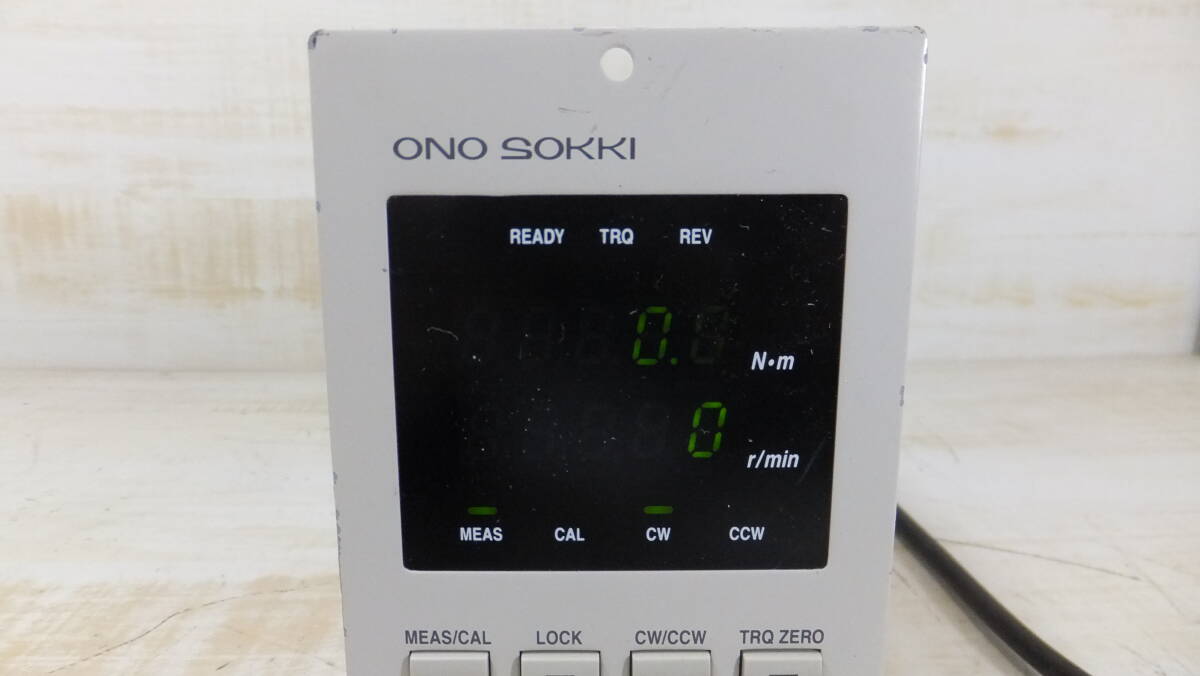 ONO SOKKI
READY TRQ REV
0. N•m
0 r/min
MEAS CAL CW CCW
MEAS/CAL LOCK CW/CCW TRQ ZERO